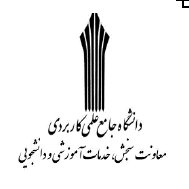 دانشگاه جامع علمی کاربردی
معاونت سنجش، خدمات آموزشی و دانشجویی